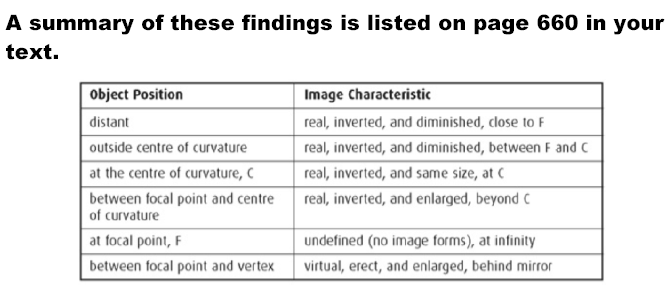 A summary of these findings is listed on page 660 in your
text.
Object Position Image Characteristic
distant real, inverted, and diminished, close to F
outside centre of curvature real, inverted, and diminished, between F and C
at the centre of curvature, C real, inverted, and same size, at C
between focal point and centre real, inverted, and enlarged, beyond C
of curvature
at focal point, F undefined (no image forms), at infinity
between focal point and vertex virtual, erect, and enlarged, behind mirror